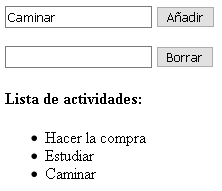 Caminar Añadir
Borrar
Lista de actividades:
Hacer la compra
Estudiar
Caminar